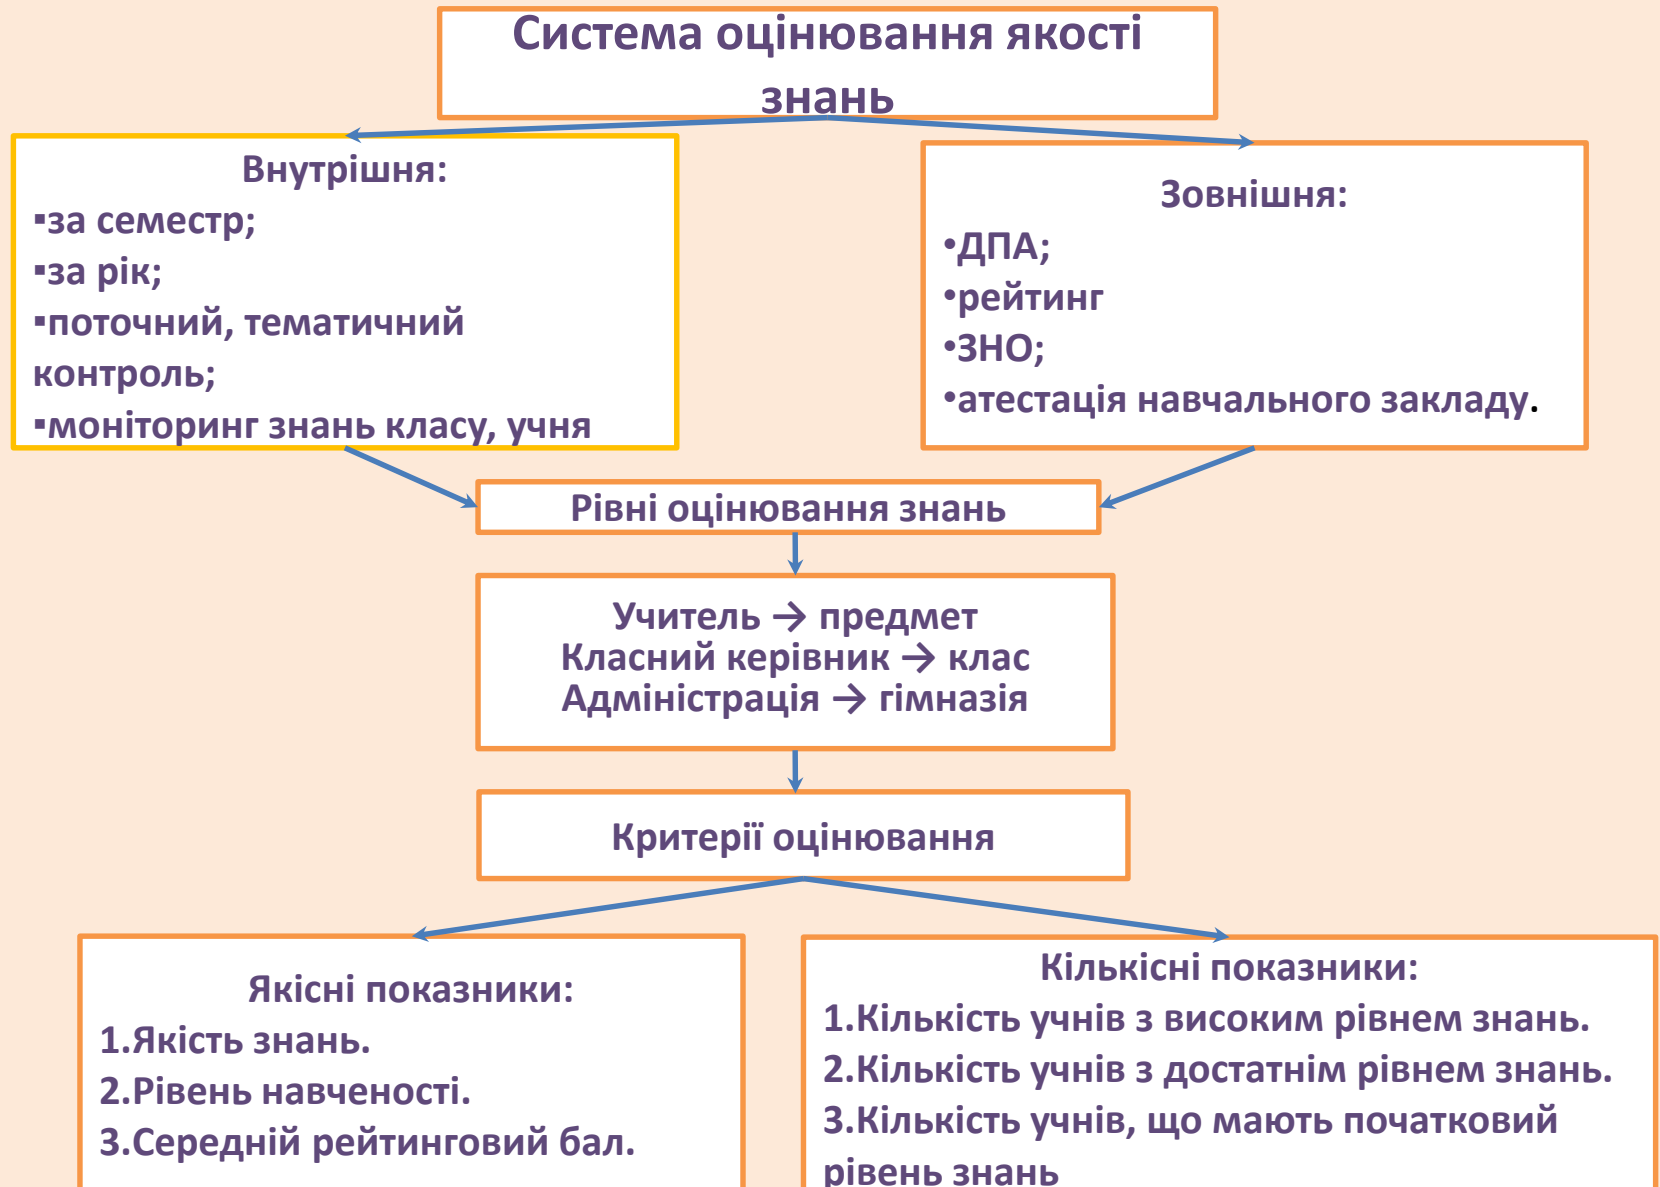 Система оцінювання якості
знань
Внутрішня:
▪за семестр;
▪за рік;
▪поточний, тематичний
контроль;
▪моніторинг знань класу, учня
Зовнішня:
•ДПА;
•рейтинг
•ЗНО;
•атестація навчального закладу.
Рівні оцінювання знань
Учитель → предмет
Класний керівник → клас
Адміністрація → гімназія
Критерії оцінювання
Якісні показники:
1.Якість знань.
2.Рівень навченості.
3.Середній рейтинговий бал.
Кількісні показники:
1.Кількість учнів з високим рівнем знань.
2.Кількість учнів з достатнім рівнем знань.
3.Кількість учнів, що мають початковий
рівень знань